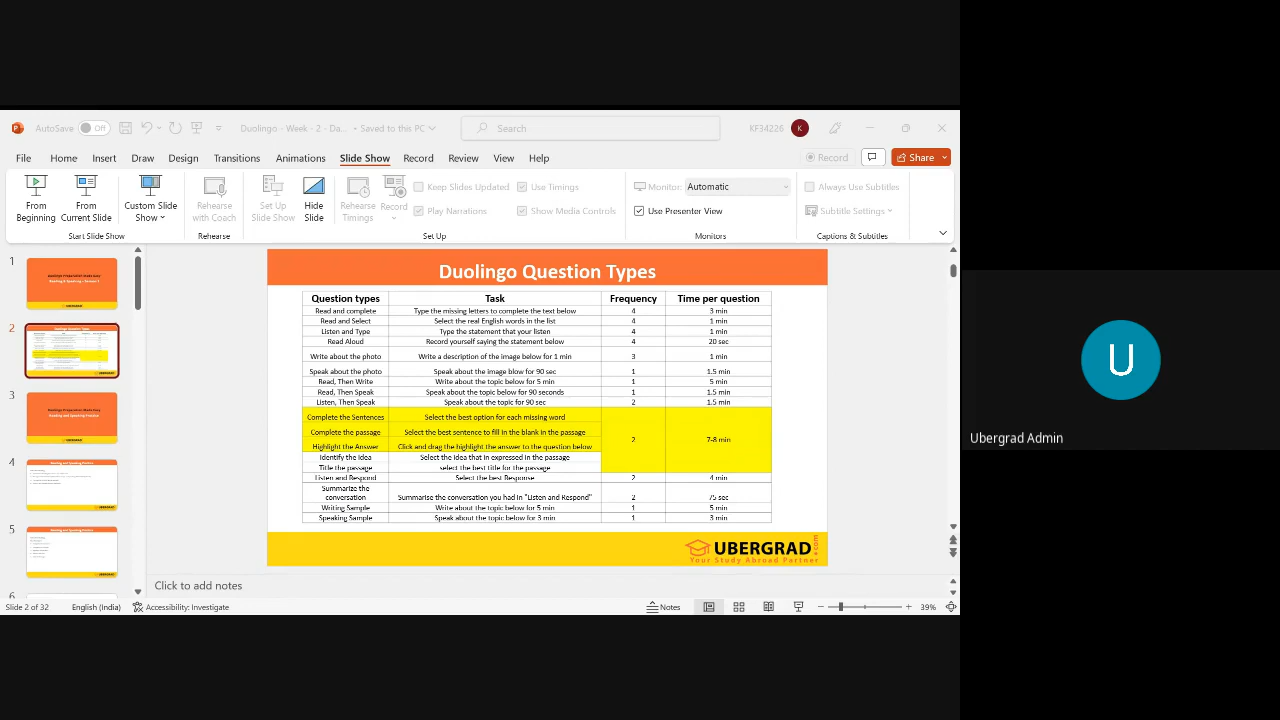 AutoSave Off Duolingo - Week - 2 - Da... • Saved to this PC Search KF34226 K
File Home Insert Draw Design Transitions Animations Slide Show Record Review View Help Record Share
From Beginning
From Current Slide
Custom Slide Show
Rehearse with Coach
Set Up Slide Show
Hide Slide
Rehearse Timings
Record
Keep Slides Updated
Play Narrations
Use Timings
Show Media Controls
Monitor: Automatic
Use Presenter View
Always Use Subtitles
Subtitle Settings
Start Slide Show Rehearse Set Up Monitors Captions & Subtitles
1
2
3
4
5
6
Duolingo Question Types
Question types Task Frequency Time per question
Read and complete Type the missing letters to complete the text below 4 3 min
Read and Select Select the real English words in the list 4 1 min
Listen and Type Type the statement that your listen 4 1 min
Read Aloud Record yourself saying the statement below 4 20 sec
Write about the photo Write a description of the image below for 1 min 3 1 min
Speak about the photo Speak about the image blow for 90 sec 1 1.5 min
Read, Then Write Write about the topic below for 5 min 1 5 min
Read, Then Speak Speak about the topic below for 90 seconds 1 1.5 min
Listen, Then Speak Speak about the topic for 90 sec 2 1.5 min
Complete the Sentences Select the best option for each missing word
Complete the passage Select the best sentence to fill in the blank in the passage
2 7-8 min
Highlight the Answer Click and drag the highlight the answer to the question below
Identify the Idea Select the idea that in expressed in the passage
Title the passage select the best title for the passage
Listen and Respond Select the best Response 2 4 min
Summarize the
conversation Summarise the conversation you had in "Listen and Respond" 2 75 sec
Writing Sample Write about the topic below for 5 min 1 5 min
Speaking Sample Speak about the topic below for 3 min 1 3 min
UBERGRAD.com
Your Study Abroad Partner
Click to add notes
Slide 2 of 32 English (India) Accessibility: Investigate Notes 39%
U
Ubergrad Admin